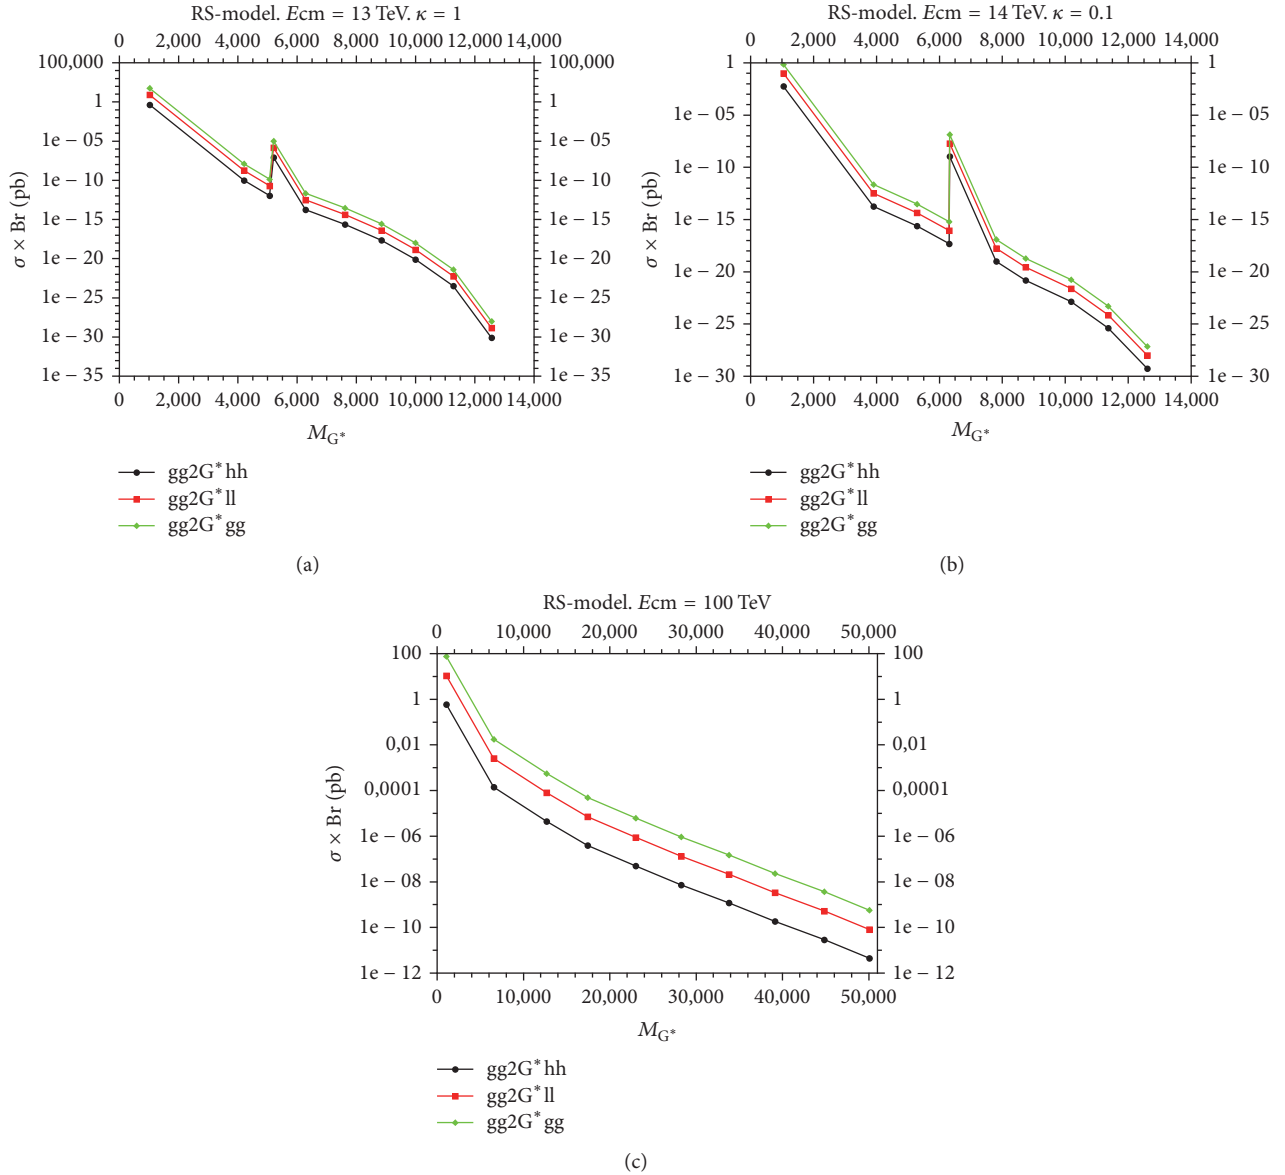 RS-model. Ecm = 13 TeV. κ = 1
0 2,000 4,000 6,000 8,000 10,000 12,000 14,000
100,000 100,000
1 1
1e − 05 1e − 05
1e − 10 1e − 10
1e − 15 1e − 15
1e − 20 1e − 20
1e − 25 1e − 25
1e − 30 1e − 30
1e − 35 1e − 35
σ × Br (pb)
0 2,000 4,000 6,000 8,000 10,000 12,000 14,000
M_G*
gg2G* hh
gg2G* ll
gg2G* gg
(a)
RS-model. Ecm = 14 TeV. κ = 0.1
0 2,000 4,000 6,000 8,000 10,000 12,000 14,000
1 1
1e − 05 1e − 05
1e − 10 1e − 10
1e − 15 1e − 15
1e − 20 1e − 20
1e − 25 1e − 25
1e − 30 1e − 30
σ × Br (pb)
0 2,000 4,000 6,000 8,000 10,000 12,000 14,000
M_G*
gg2G* hh
gg2G* ll
gg2G* gg
(b)
RS-model. Ecm = 100 TeV
0 10,000 20,000 30,000 40,000 50,000
100 100
1 1
0,01 0,01
0,0001 0,0001
1e − 06 1e − 06
1e − 08 1e − 08
1e − 10 1e − 10
1e − 12 1e − 12
σ × Br (pb)
0 10,000 20,000 30,000 40,000 50,000
M_G*
gg2G* hh
gg2G* ll
gg2G* gg
(c)